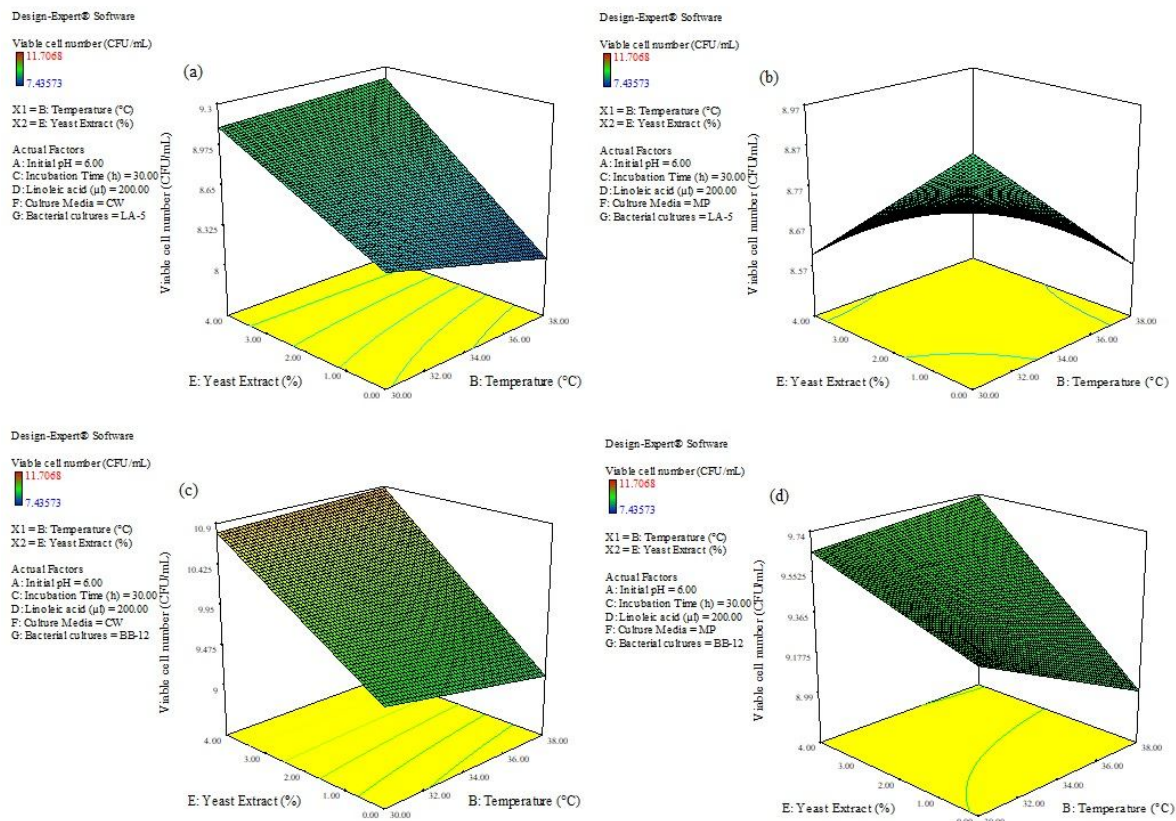 Design-Expert® Software
Viable cell number (CFU/mL)
11.7068
7.43573
X1 = B: Temperature (°C)
X2 = E: Yeast Extract (%)
Actual Factors
A: Initial pH = 6.00
C: Incubation Time (h) = 30.00
D: Linoleic acid (µl) = 200.00
F: Culture Media = CW
G: Bacterial cultures = LA-5
(a)
Viable cell number (CFU/mL)
9.3
8.975
8.65
8.325
8
4.00
3.00
2.00
1.00
0.00
30.00
32.00
34.00
36.00
38.00
E: Yeast Extract (%)
B: Temperature (°C)
Design-Expert® Software
Viable cell number (CFU/mL)
11.7068
7.43573
X1 = B: Temperature (°C)
X2 = E: Yeast Extract (%)
Actual Factors
A: Initial pH = 6.00
C: Incubation Time (h) = 30.00
D: Linoleic acid (µl) = 200.00
F: Culture Media = MP
G: Bacterial cultures = LA-5
(b)
Viable cell number (CFU/mL)
8.97
8.87
8.77
8.67
8.57
4.00
3.00
2.00
1.00
0.00
30.00
32.00
34.00
36.00
38.00
E: Yeast Extract (%)
B: Temperature (°C)
Design-Expert® Software
Viable cell number (CFU/mL)
11.7068
7.43573
X1 = B: Temperature (°C)
X2 = E: Yeast Extract (%)
Actual Factors
A: Initial pH = 6.00
C: Incubation Time (h) = 30.00
D: Linoleic acid (µl) = 200.00
F: Culture Media = CW
G: Bacterial cultures = BB-12
(c)
Viable cell number (CFU/mL)
10.9
10.425
9.95
9.475
9
4.00
3.00
2.00
1.00
0.00
30.00
32.00
34.00
36.00
38.00
E: Yeast Extract (%)
B: Temperature (°C)
Design-Expert® Software
Viable cell number (CFU/mL)
11.7068
7.43573
X1 = B: Temperature (°C)
X2 = E: Yeast Extract (%)
Actual Factors
A: Initial pH = 6.00
C: Incubation Time (h) = 30.00
D: Linoleic acid (µl) = 200.00
F: Culture Media = MP
G: Bacterial cultures = BB-12
(d)
Viable cell number (CFU/mL)
9.74
9.5525
9.365
9.1775
8.99
4.00
3.00
2.00
1.00
32.00
34.00
36.00
38.00
E: Yeast Extract (%)
B: Temperature (°C)